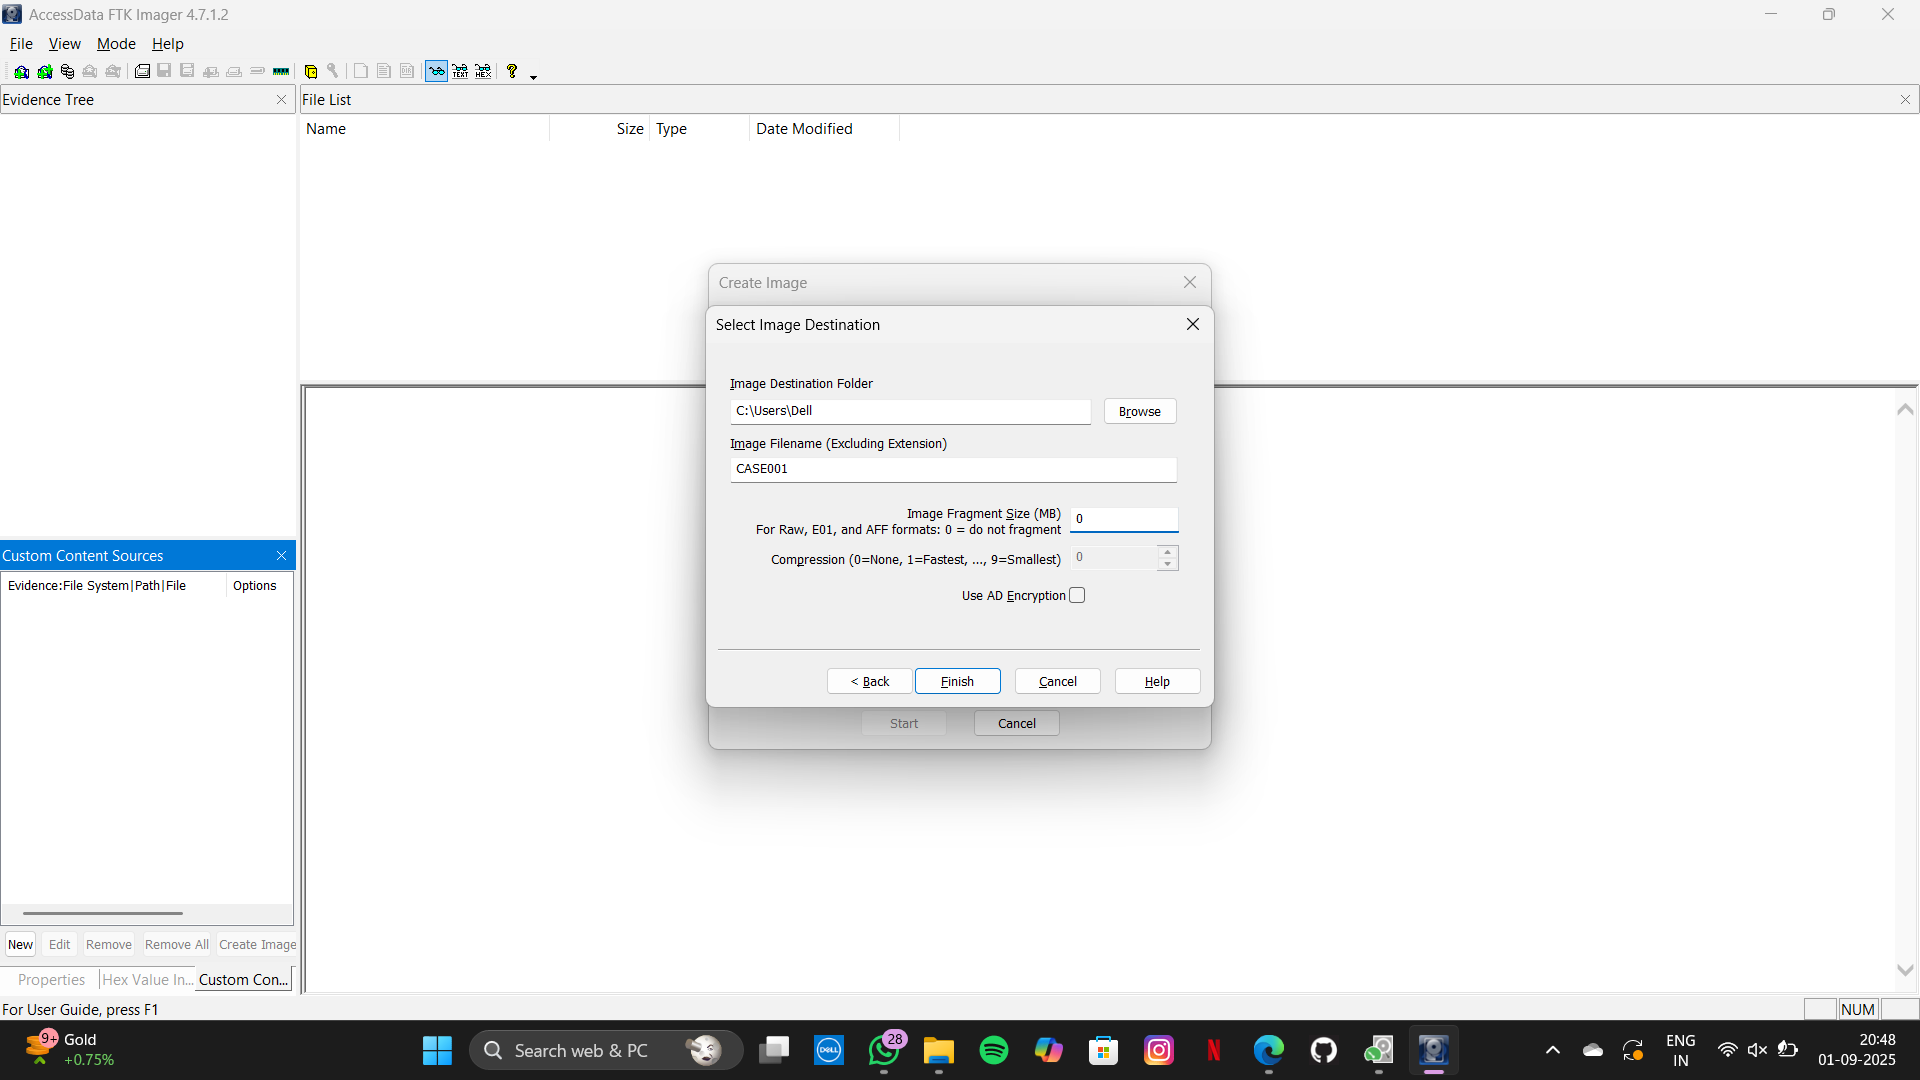 AccessData FTK Imager 4.7.1.2
File View Mode Help
TEXT HEX
Evidence Tree
File List
Name Size Type Date Modified
Create Image
Select Image Destination
Image Destination Folder
C:\Users\Dell
Browse
Image Filename (Excluding Extension)
CASE001
Image Fragment Size (MB)
For Raw, E01, and AFF formats: 0 = do not fragment
0
Compression (0=None, 1=Fastest, ..., 9=Smallest)
0
Use AD Encryption
< Back Finish Cancel Help
Start Cancel
Custom Content Sources
Evidence:File System|Path|File Options
New Edit Remove Remove All Create Image
Properties Hex Value In... Custom Con...
For User Guide, press F1
NUM
9+ Gold
+0.75%
Search web & PC
DELL
28
ENG
IN
20:48
01-09-2025